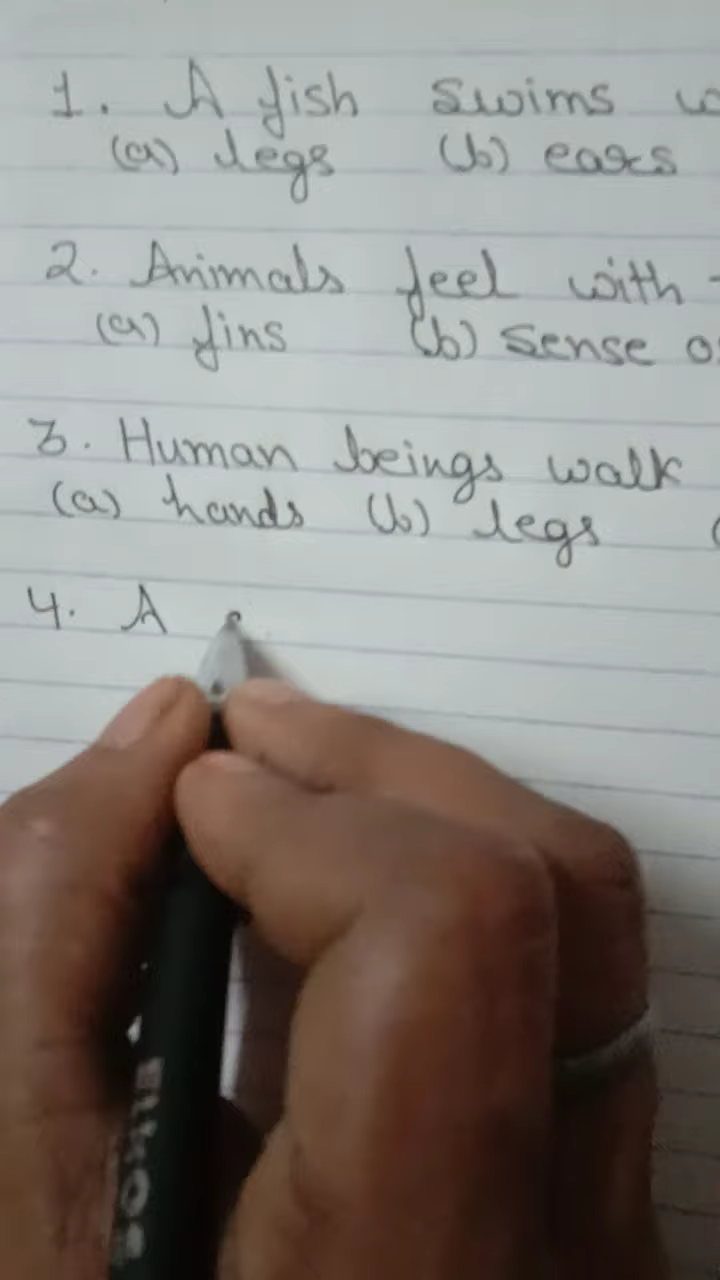 1. A fish swims
(a) legs (b) ears
2. Animals feel with
(a) fins (b) sense
3. Human beings walk
(a) hands (b) legs
4. A